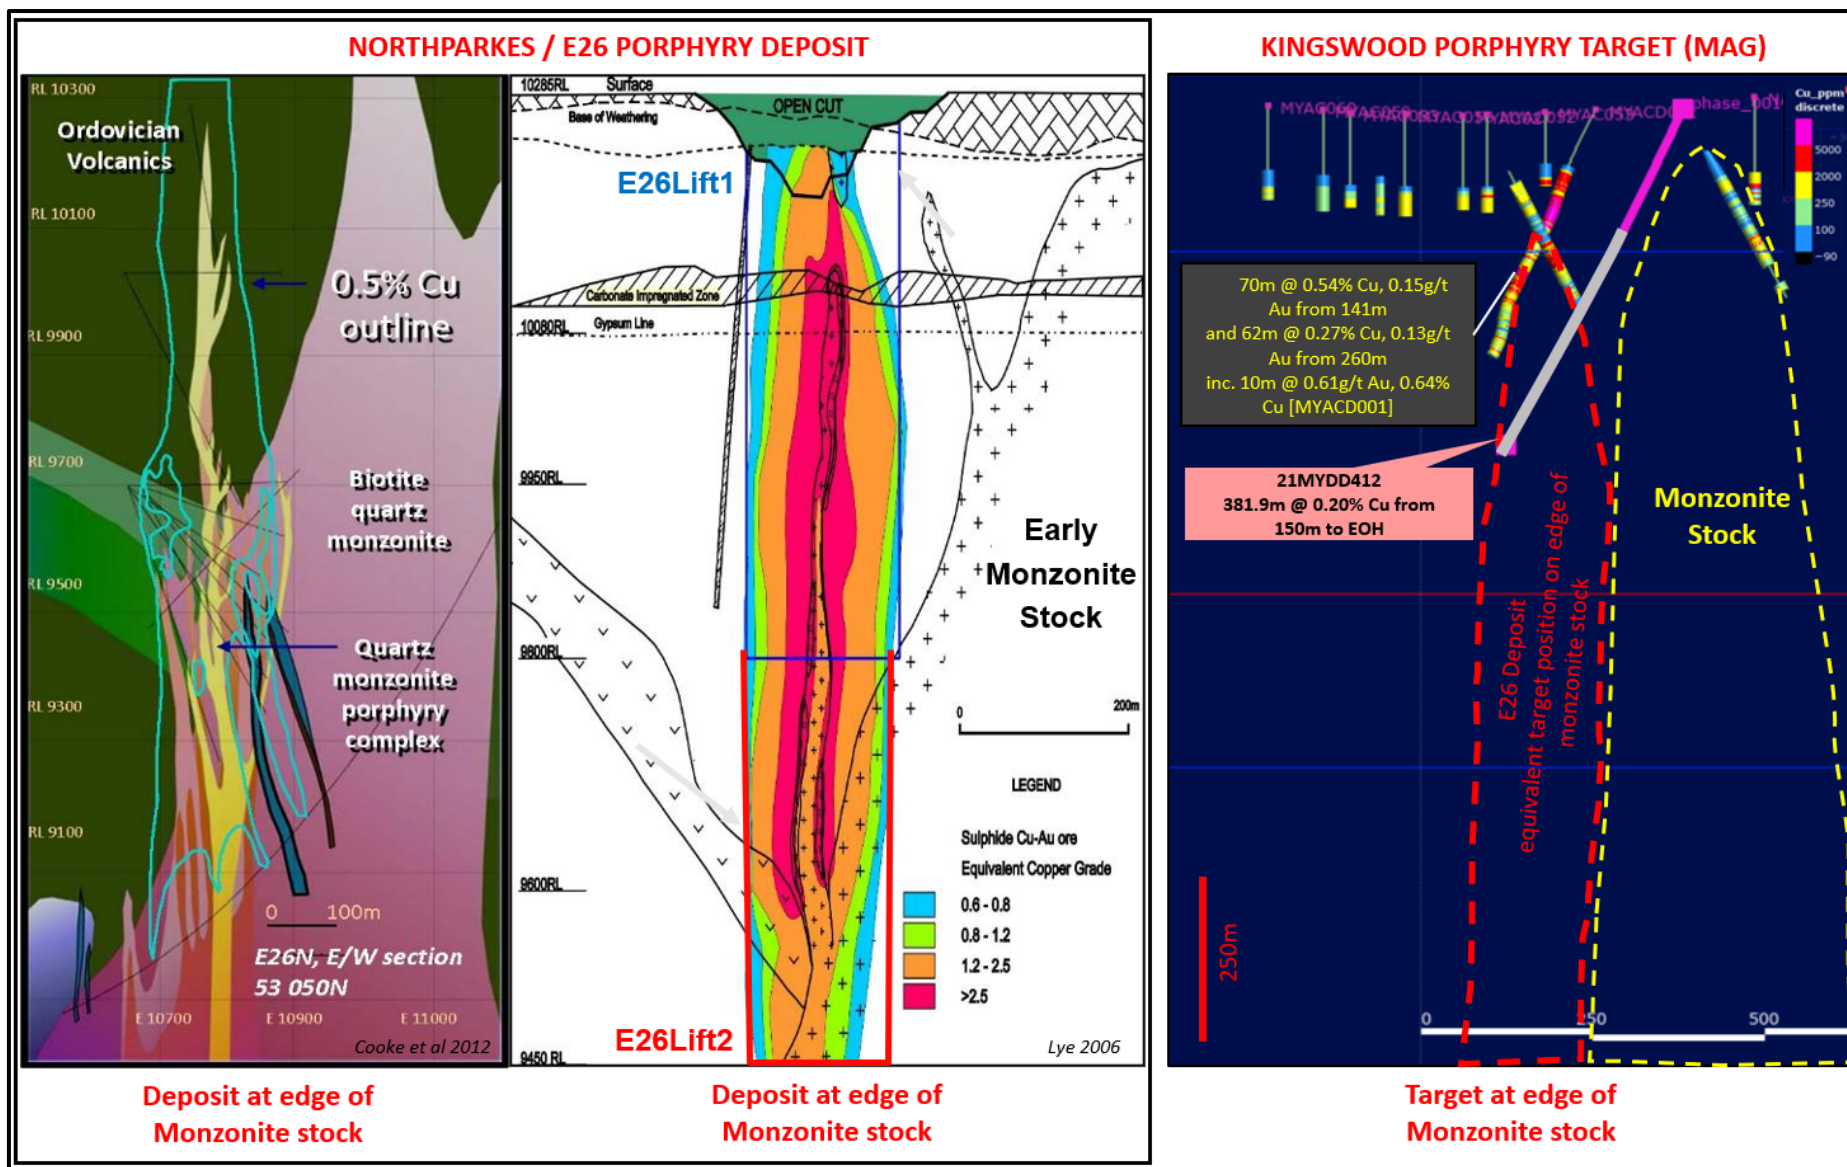 NORTHPARKES / E26 PORPHYRY DEPOSIT
RL 10300
Ordovician
Volcanics
RL 10100
0.5% Cu
outline
RL 9900
RL 9700
Biotite
quartz
monzonite
RL 9500
Quartz
monzonite
porphyry
complex
RL 9300
RL 9100
0 100m
E26N, E/W section
53 050N
E 10700 E 10900 E 11000
Cooke et al 2012
Deposit at edge of
Monzonite stock
10285RL Surface
OPEN CUT
Base of Weathering
E26Lift1
Carbonate Impregnated Zone
10080RL Gypsum Line
9950RL
Early
Monzonite
Stock
9800RL
0 200m
LEGEND
Sulphide Cu-Au ore
Equivalent Copper Grade
9600RL
0.6 - 0.8
0.8 - 1.2
1.2 - 2.5
>2.5
E26Lift2
9450 RL
Lye 2006
Deposit at edge of
Monzonite stock
KINGSWOOD PORPHYRY TARGET (MAG)
Cu_ppm
discrete
5000
2000
250
100
-90
70m @ 0.54% Cu, 0.15g/t
Au from 141m
and 62m @ 0.27% Cu, 0.13g/t
Au from 260m
inc. 10m @ 0.61g/t Au, 0.64%
Cu [MYACD001]
21MYDD412
381.9m @ 0.20% Cu from
150m to EOH
Monzonite
Stock
E26 Deposit
equivalent target position on edge of
monzonite stock
250m
0 250 500
Target at edge of
Monzonite stock